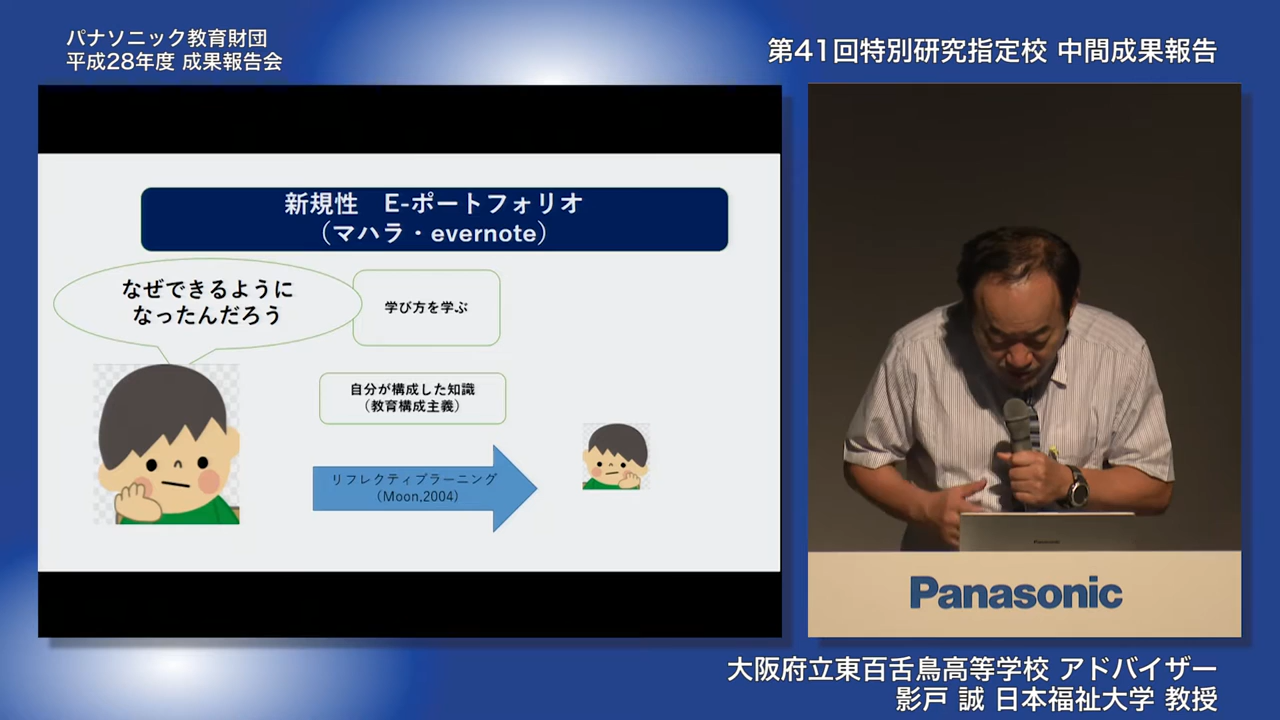 パナソニック教育財団
平成28年度 成果報告会
第41回特別研究指定校 中間成果報告
新規性　E-ポートフォリオ
（マハラ・evernote）
なぜできるように
なったんだろう
学び方を学ぶ
自分が構成した知識
（教育構成主義）
リフレクティブラーニング
（Moon,2004）
Panasonic
Panasonic
大阪府立東百舌鳥高等学校 アドバイザー
影戸 誠 日本福祉大学 教授